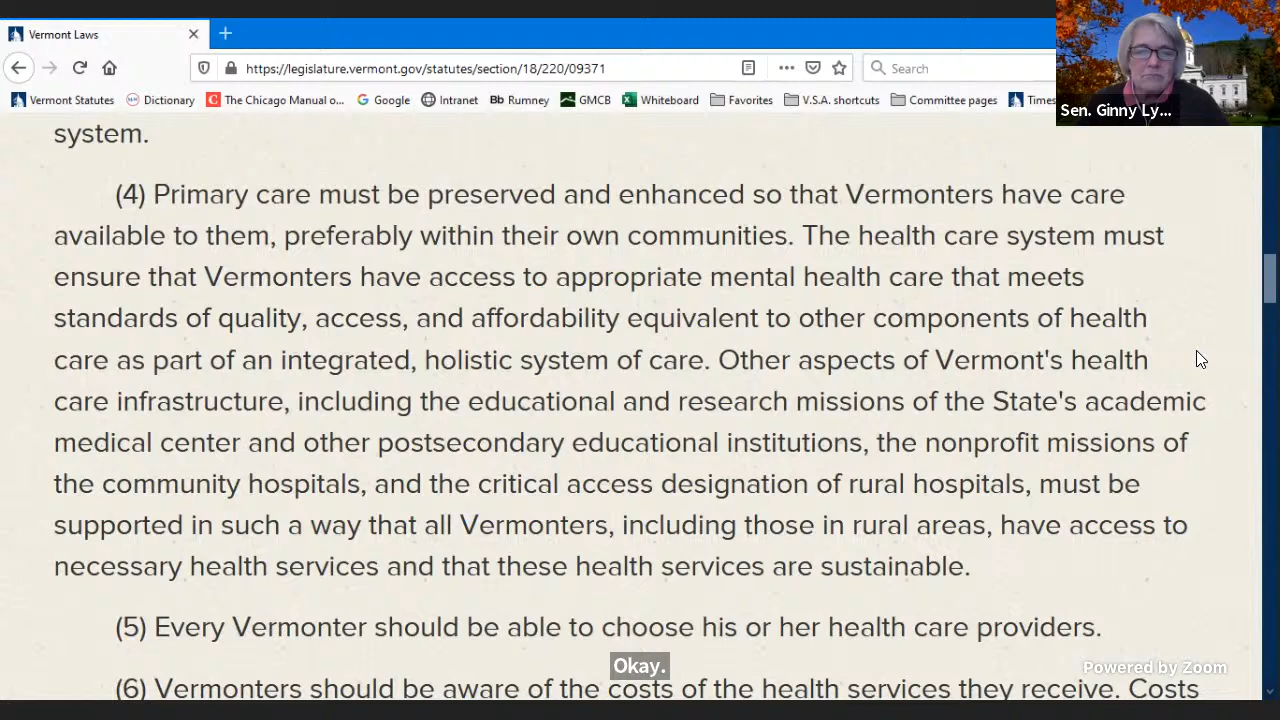 Vermont Laws
https://legislature.vermont.gov/statutes/section/18/220/09371
Search
Vermont Statutes
Dictionary
The Chicago Manual o...
Google
Intranet
Bb Rumney
GMCB
Whiteboard
Favorites
V.S.A. shortcuts
Committee pages
Times
Sen. Ginny Ly...
system.
(4) Primary care must be preserved and enhanced so that Vermonters have care
available to them, preferably within their own communities. The health care system must
ensure that Vermonters have access to appropriate mental health care that meets
standards of quality, access, and affordability equivalent to other components of health
care as part of an integrated, holistic system of care. Other aspects of Vermont's health
care infrastructure, including the educational and research missions of the State's academic
medical center and other postsecondary educational institutions, the nonprofit missions of
the community hospitals, and the critical access designation of rural hospitals, must be
supported in such a way that all Vermonters, including those in rural areas, have access to
necessary health services and that these health services are sustainable.
(5) Every Vermonter should be able to choose his or her health care providers.
Okay.
Powered by Zoom
(6) Vermonters should be aware of the costs of the health services they receive. Costs